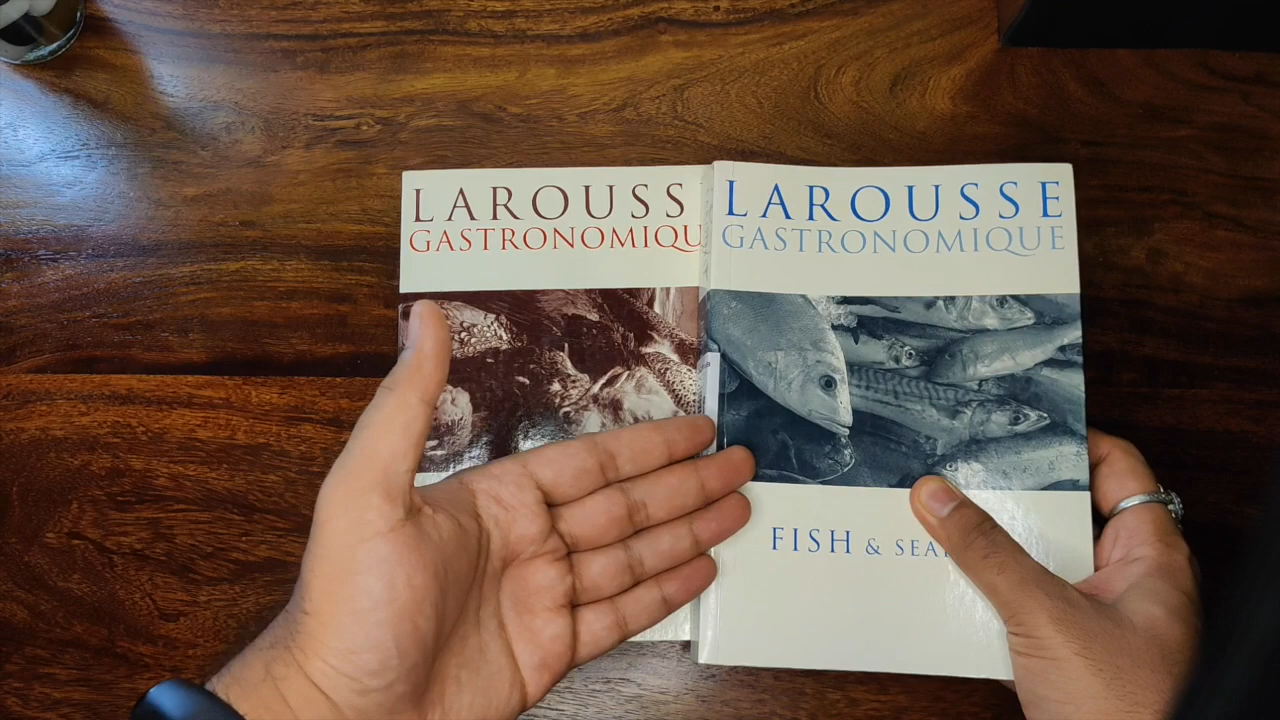 LAROUSS
GASTRONOMIQU
LAROUSSE
GASTRONOMIQUE
FISH & SEA